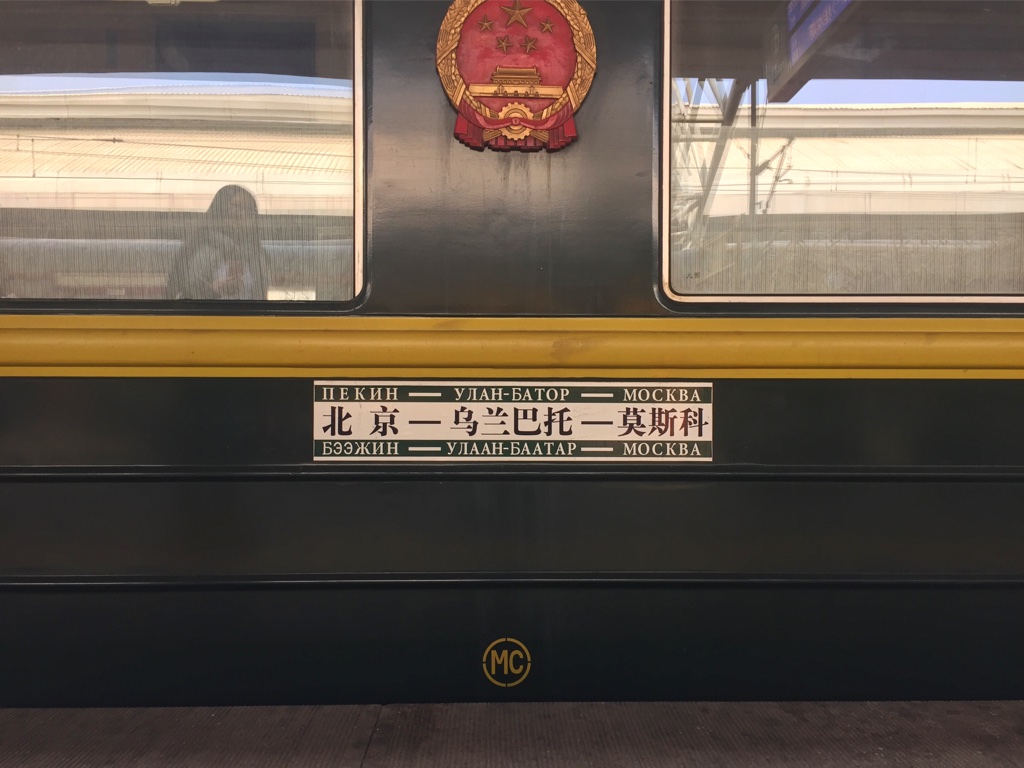 ПЕКИН — УЛАН-БАТОР — МОСКВА
北京—乌兰巴托—莫斯科
БЭЭЖИН — УЛААН-БААТАР — МОСКВА
МС